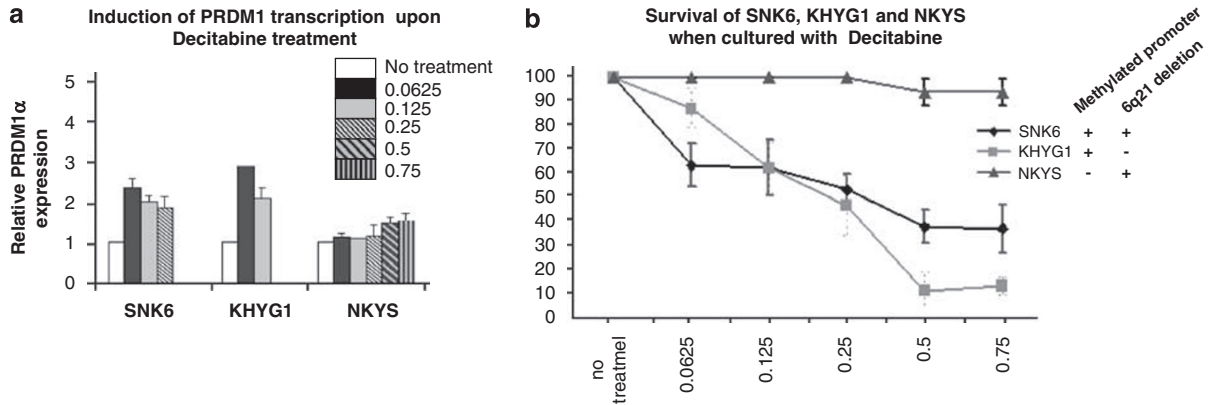 a
Induction of PRDM1 transcription upon
Decitabine treatment
Relative PRDM1α
expression
5
4
3
2
1
0
No treatment
0.0625
0.125
0.25
0.5
0.75
SNK6
KHYG1
NKYS
b
Survival of SNK6, KHYG1 and NKYS
when cultured with Decitabine
100
90
80
70
60
50
40
30
20
10
0
no
treatmel
0.0625
0.125
0.25
0.5
0.75
Methylated promoter
6q21 deletion
SNK6 + +
KHYG1 + -
NKYS - +